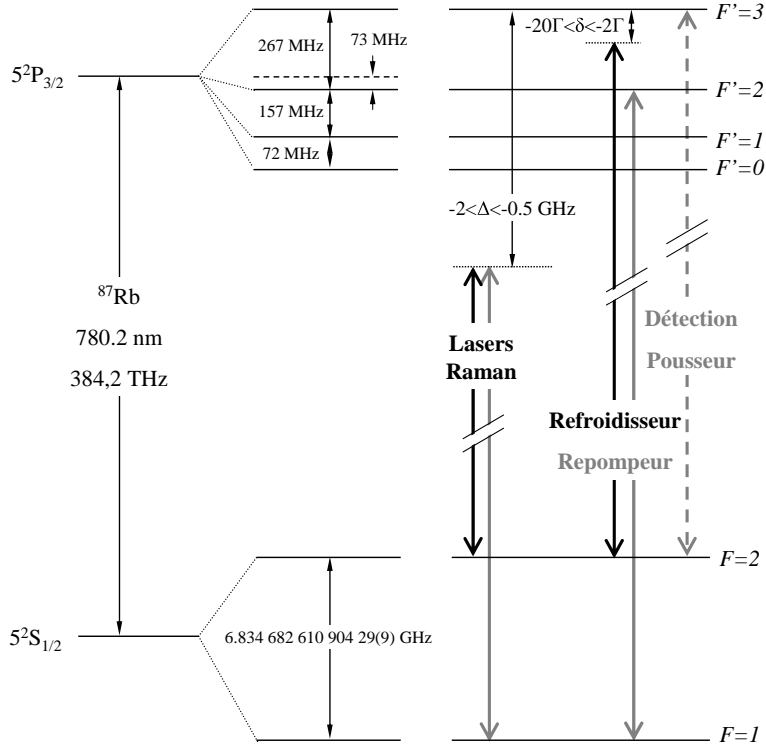 F'=3
-20Γ<δ<-2Γ
73 MHz
267 MHz
5²P₃/₂
F'=2
157 MHz
F'=1
72 MHz
F'=0
-2<Δ<-0.5 GHz
⁸⁷Rb
780.2 nm
384,2 THz
Détection
Pousseur
Lasers
Raman
Refroidisseur
Repompeur
F=2
5²S₁/₂
6.834 682 610 904 29(9) GHz
F=1